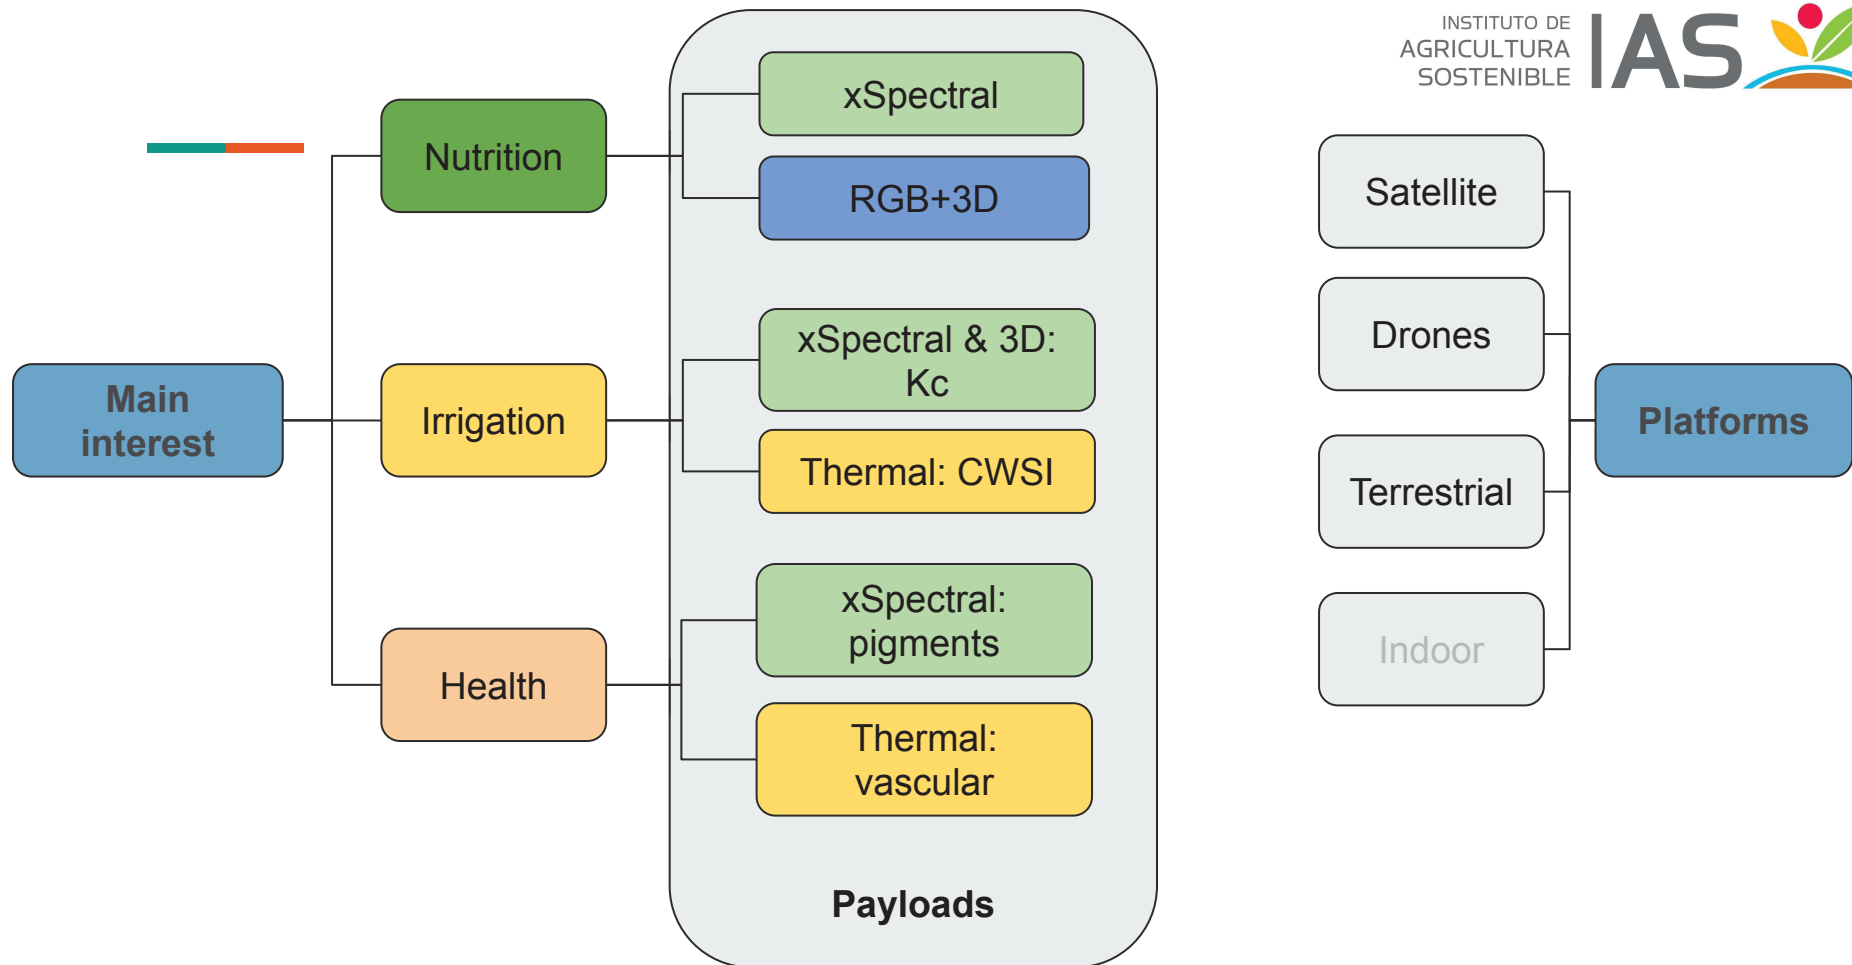 INSTITUTO DE
AGRICULTURA
SOSTENIBLE
IAS
Main
interest
Nutrition
Irrigation
Health
xSpectral
RGB+3D
xSpectral & 3D:
Kc
Thermal: CWSI
xSpectral:
pigments
Thermal:
vascular
Payloads
Satellite
Drones
Terrestrial
Indoor
Platforms